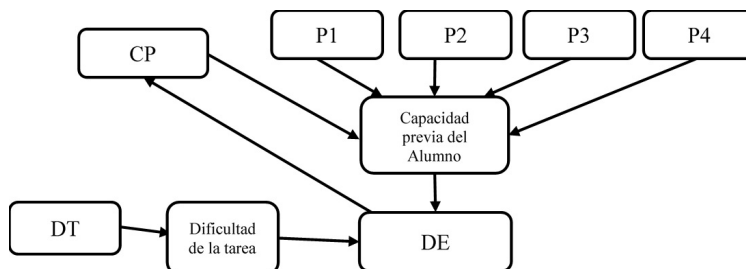 P1
P2
P3
P4
CP
Capacidad
previa del
Alumno
DT
Dificultad
de la tarea
DE